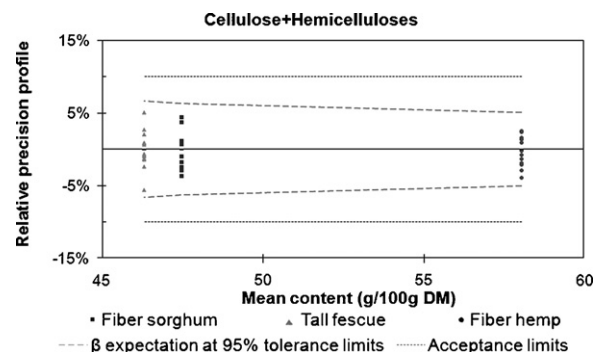 Cellulose+Hemicelluloses
15%
5%
-5%
-15%
Relative precision profile
45 50 55 60
Mean content (g/100g DM)
Fiber sorghum Tall fescue Fiber hemp
β expectation at 95% tolerance limits Acceptance limits